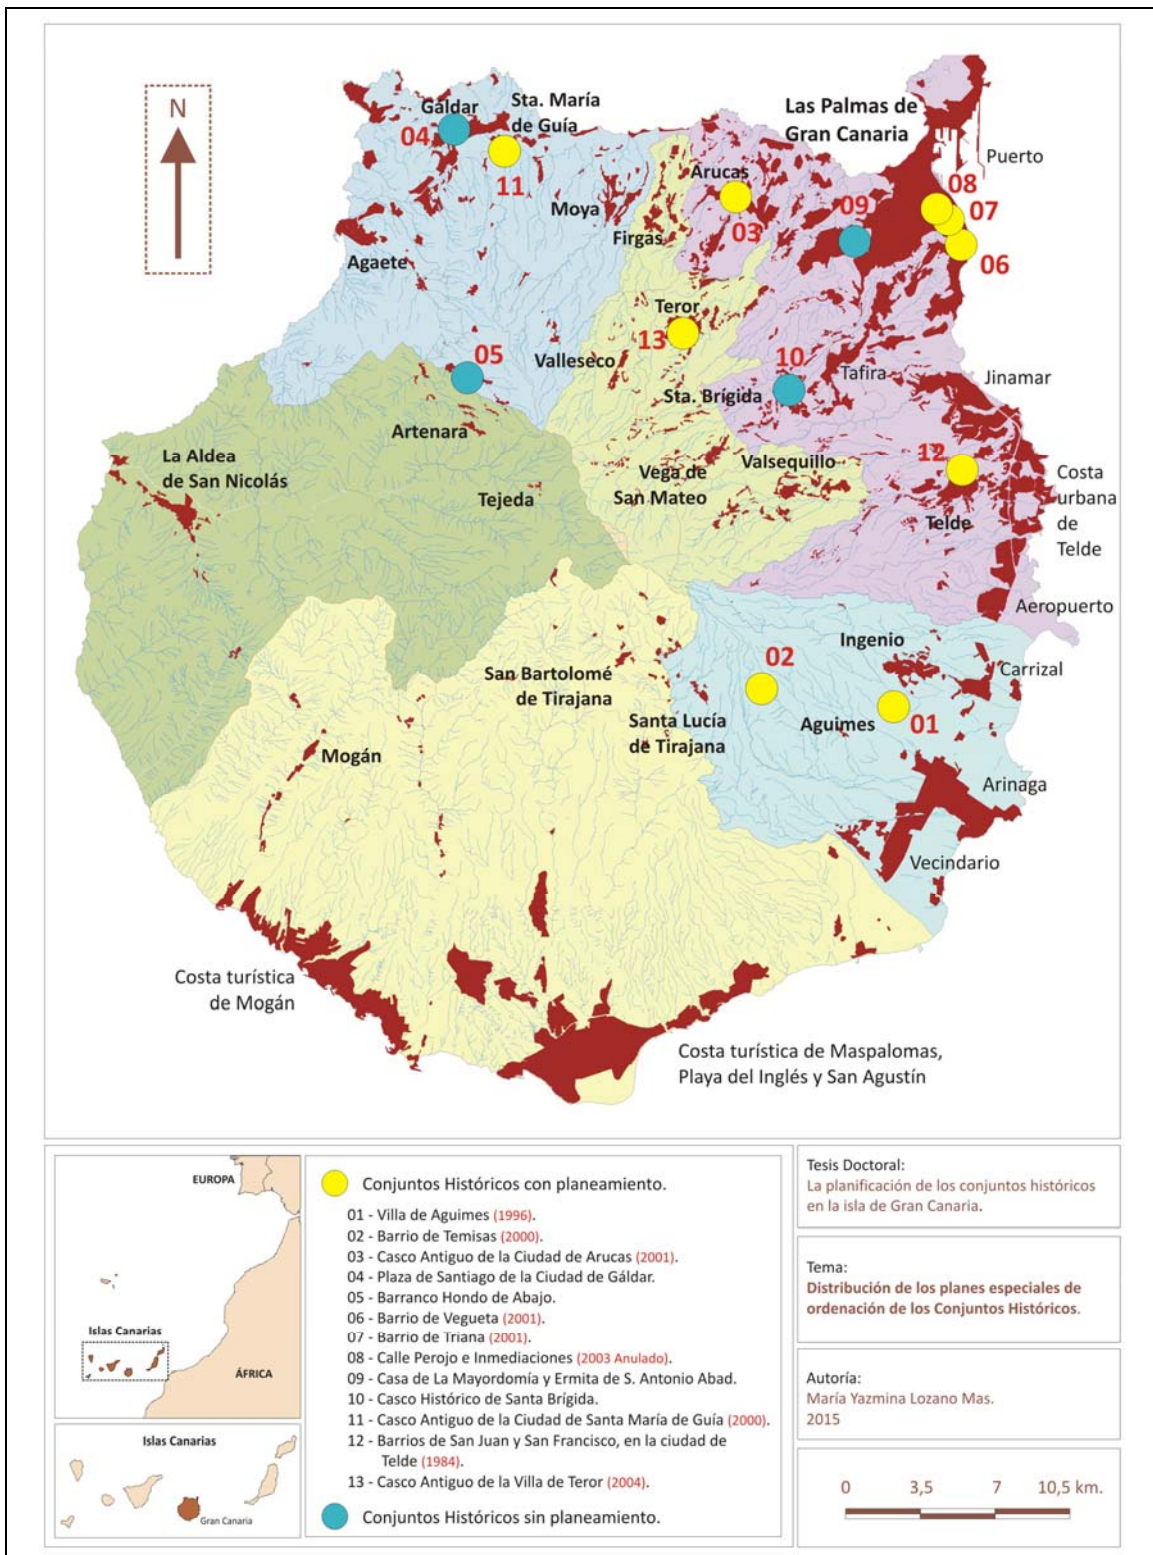 N
Gáldar
Sta. María
de Guía
04
11
Las Palmas de
Gran Canaria
Puerto
08
07
06
09
Arucas
03
Moya
Firgas
Agaete
Teror
13
05
Valleseco
10
Tafira
Sta. Brígida
Jinamar
Artenara
La Aldea
de San Nicolás
Tejeda
Vega de
San Mateo
Valsequillo
12
Telde
Costa
urbana
de
Telde
Aeropuerto
Ingenio
Carrizal
02
San Bartolomé
de Tirajana
Santa Lucía
de Tirajana
Aguimes
01
Mogán
Arinaga
Vecindario
Costa turística
de Mogán
Costa turística de Maspalomas,
Playa del Inglés y San Agustín
EUROPA
Islas Canarias
ÁFRICA
Islas Canarias
Gran Canaria
Conjuntos Históricos con planeamiento.
01 - Villa de Aguimes (1996).
02 - Barrio de Temisas (2000).
03 - Casco Antiguo de la Ciudad de Arucas (2001).
04 - Plaza de Santiago de la Ciudad de Gáldar.
05 - Barranco Hondo de Abajo.
06 - Barrio de Vegueta (2001).
07 - Barrio de Triana (2001).
08 - Calle Perojo e Inmediaciones (2003 Anulado).
09 - Casa de La Mayordomía y Ermita de S. Antonio Abad.
10 - Casco Histórico de Santa Brígida.
11 - Casco Antiguo de la Ciudad de Santa María de Guía (2000).
12 - Barrios de San Juan y San Francisco, en la ciudad de
Telde (1984).
13 - Casco Antiguo de la Villa de Teror (2004).
Conjuntos Históricos sin planeamiento.
Tesis Doctoral:
La planificación de los conjuntos históricos
en la isla de Gran Canaria.
Tema:
Distribución de los planes especiales de
ordenación de los Conjuntos Históricos.
Autoría:
María Yazmina Lozano Mas.
2015
0 3,5 7 10,5 km.